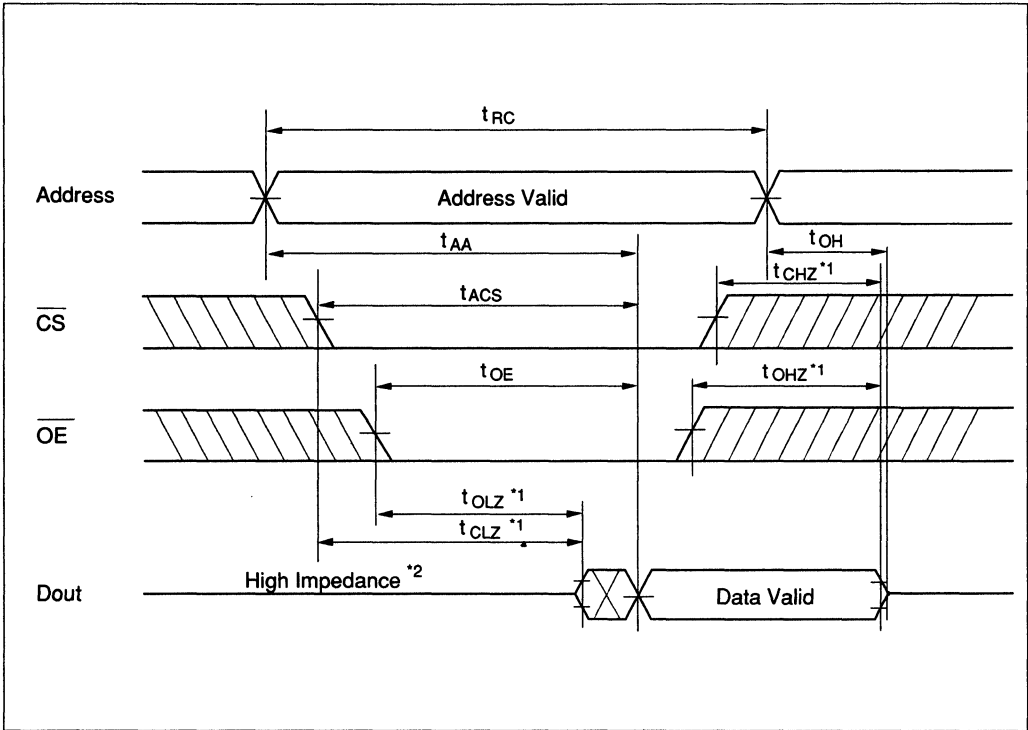 tRC
Address
Address Valid
tAA
tOH
tCHZ *1
CS
tACS
tOE
tOHZ *1
OE
tOLZ *1
tCLZ *1
High Impedance *2
Dout
Data Valid